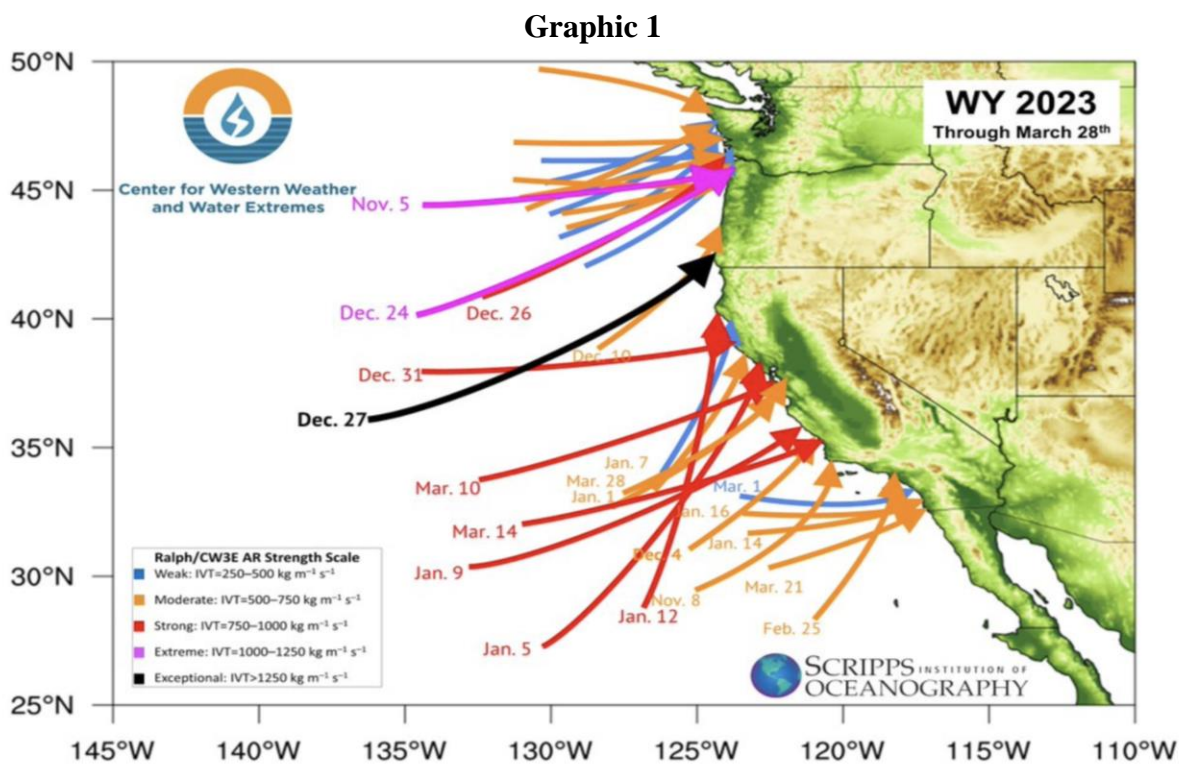 Graphic 1
50°N
45°N
40°N
35°N
30°N
25°N
145°W
140°W
135°W
130°W
125°W
120°W
115°W
110°W
WY 2023
Through March 28th
Center for Western Weather
and Water Extremes
Nov. 5
Dec. 24
Dec. 26
Dec. 10
Dec. 31
Dec. 27
Mar. 10
Jan. 7
Mar. 28
Jan. 1
Mar. 1
Mar. 14
Jan. 16
Jan. 9
Dec. 4
Jan. 14
Nov. 8
Mar. 21
Jan. 12
Feb. 25
Jan. 5
Ralph/CW3E AR Strength Scale
Weak: IVT=250–500 kg m⁻¹ s⁻¹
Moderate: IVT=500–750 kg m⁻¹ s⁻¹
Strong: IVT=750–1000 kg m⁻¹ s⁻¹
Extreme: IVT=1000–1250 kg m⁻¹ s⁻¹
Exceptional: IVT>1250 kg m⁻¹ s⁻¹
SCRIPPS INSTITUTION OF
OCEANOGRAPHY